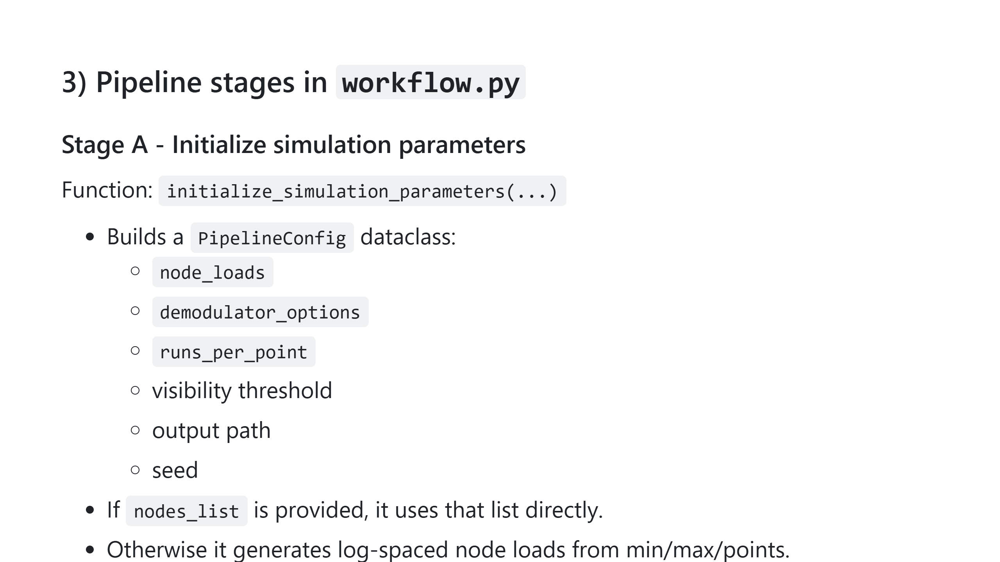 3) Pipeline stages in workflow.py
Stage A - Initialize simulation parameters
Function: initialize_simulation_parameters(...)
Builds a PipelineConfig dataclass:
node_loads
demodulator_options
runs_per_point
visibility threshold
output path
seed
If nodes_list is provided, it uses that list directly.
Otherwise it generates log-spaced node loads from min/max/points.